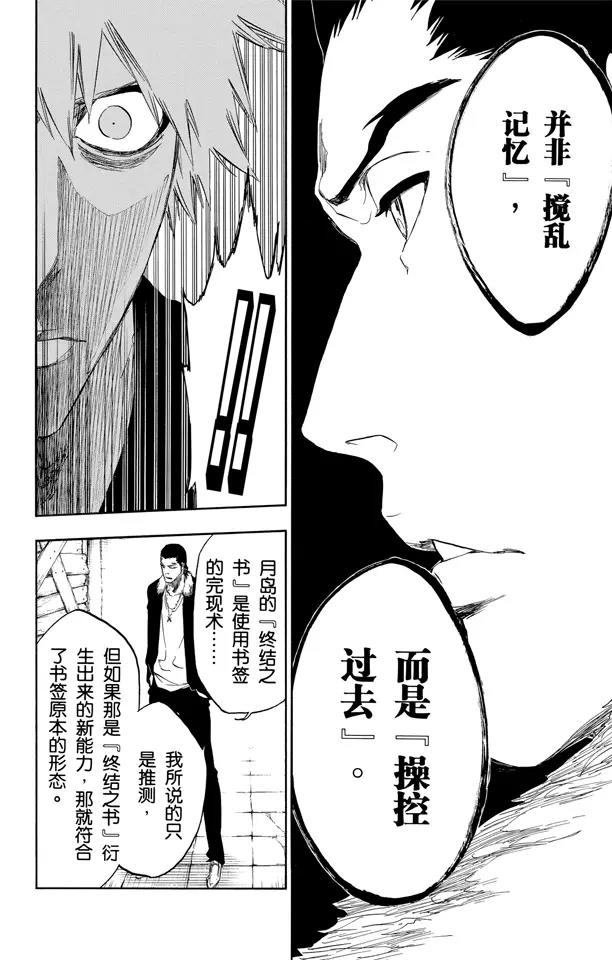 并非『搅乱
记忆』，
而是『操控
过去』。
!!
月岛的『终结之
书』是使用书签
的完现术……
我所说的只
是推测，
但如果那是『终结之书』衍
生出来的新能力，那就符合
了书签原本的形态。